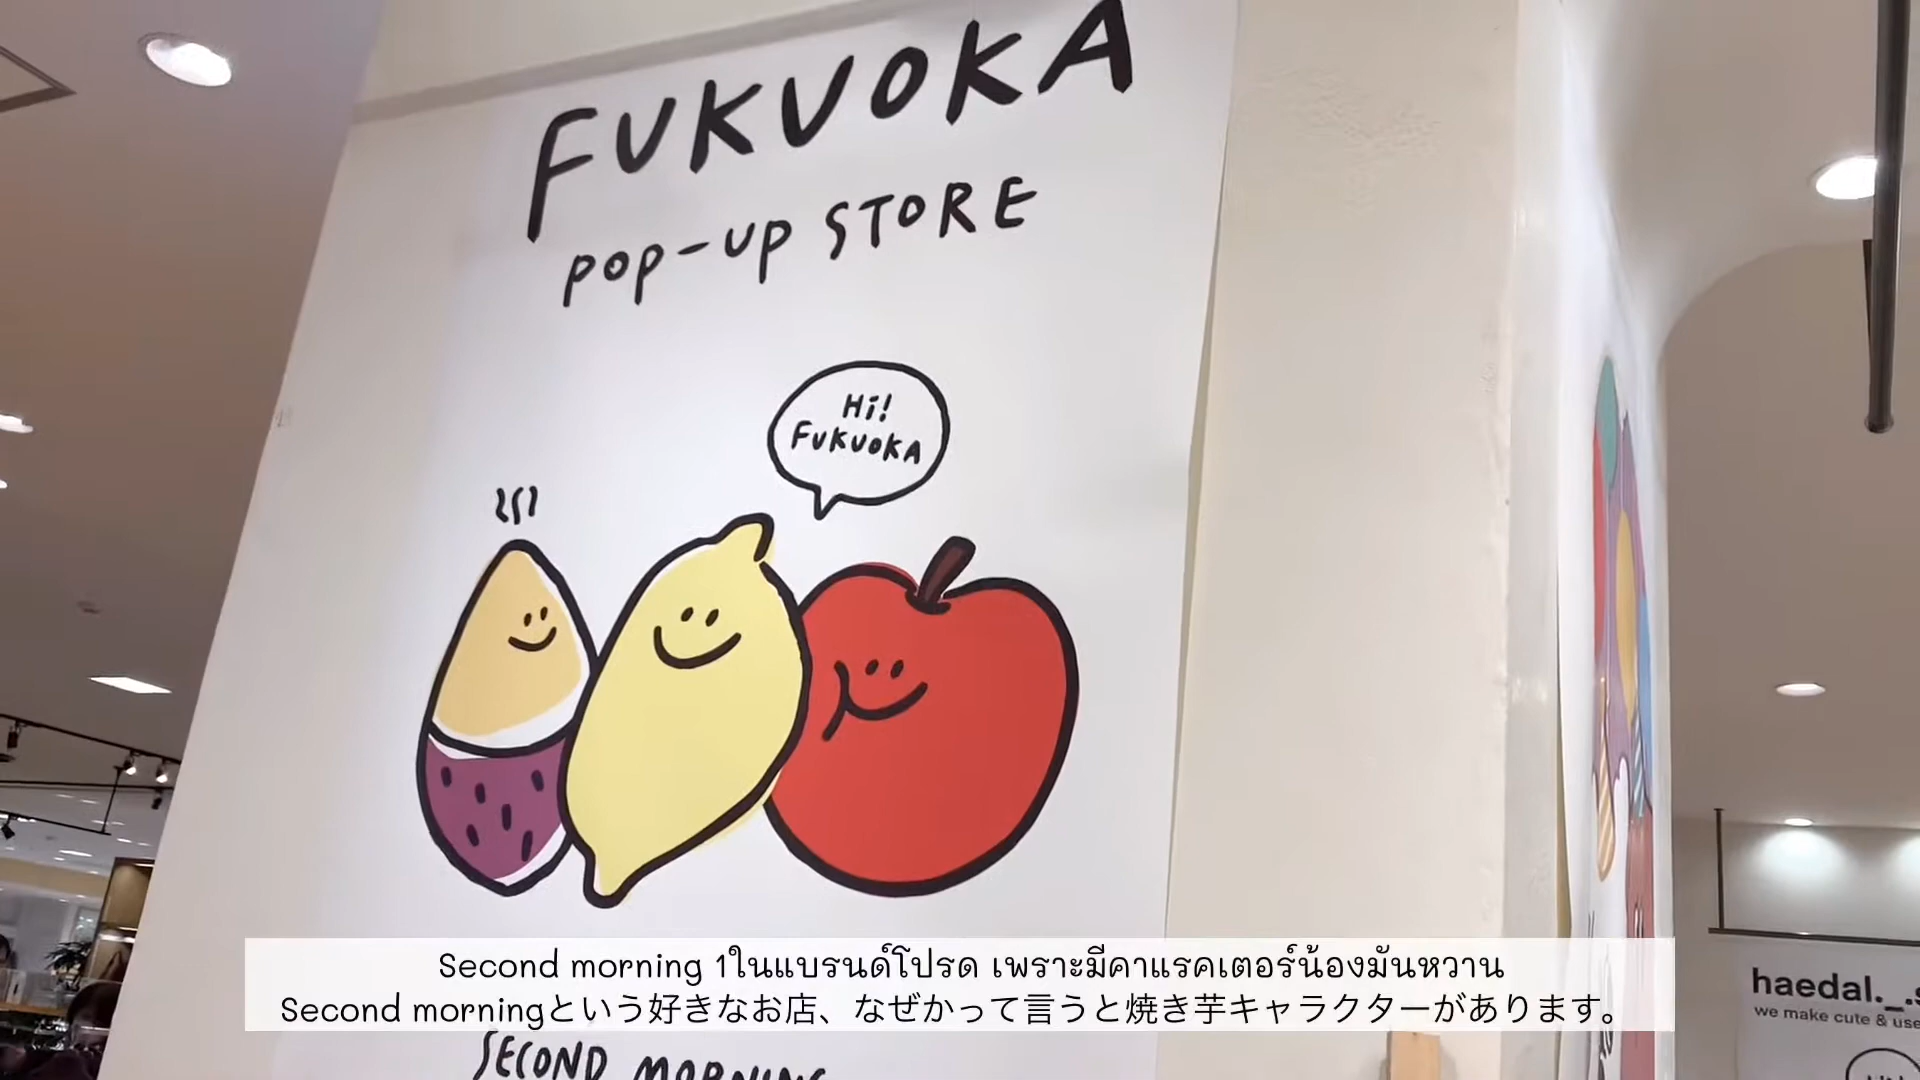 FUKUOKA
POP-UP STORE
Hi!
FUKUOKA
Second morning 1ในแบรนด์โปรด เพราะมีคาแรคเตอร์น้องมันหวาน
Second morningという好きなお店、なぜかって言うと焼き芋キャラクターがあります。
SECOND MORNING
haedal._.s
we make cute & use